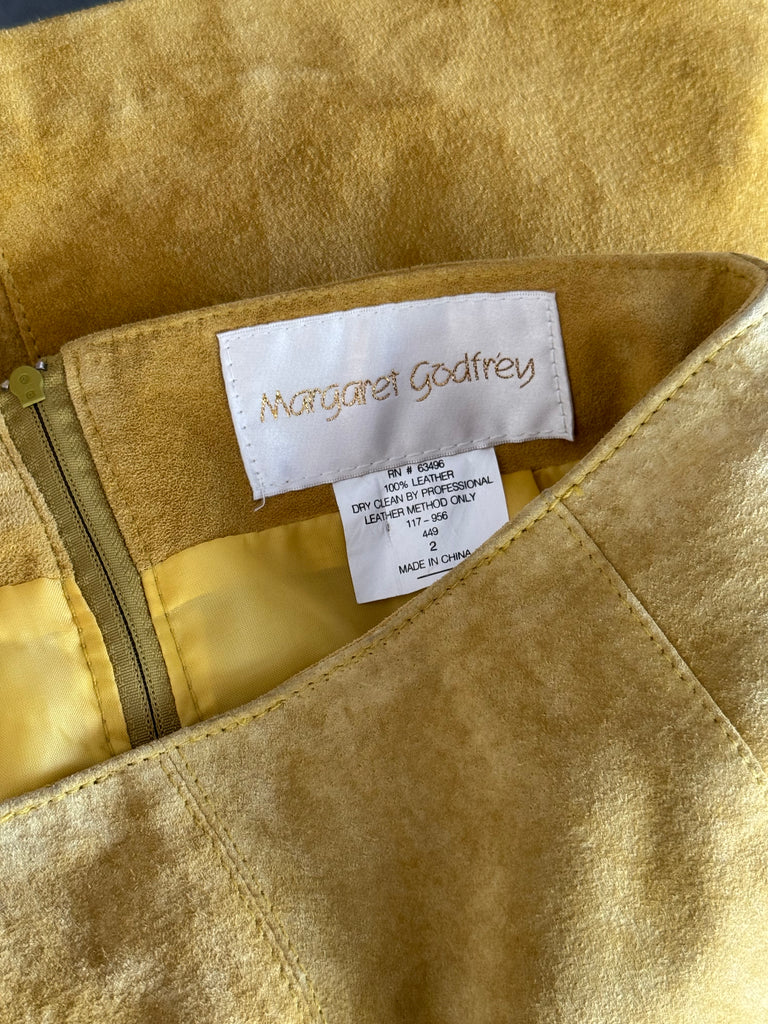 Margaret Godfrey
RN # 63496
100% LEATHER
DRY CLEAN BY PROFESSIONAL
LEATHER METHOD ONLY
117-956
449
2
MADE IN CHINA